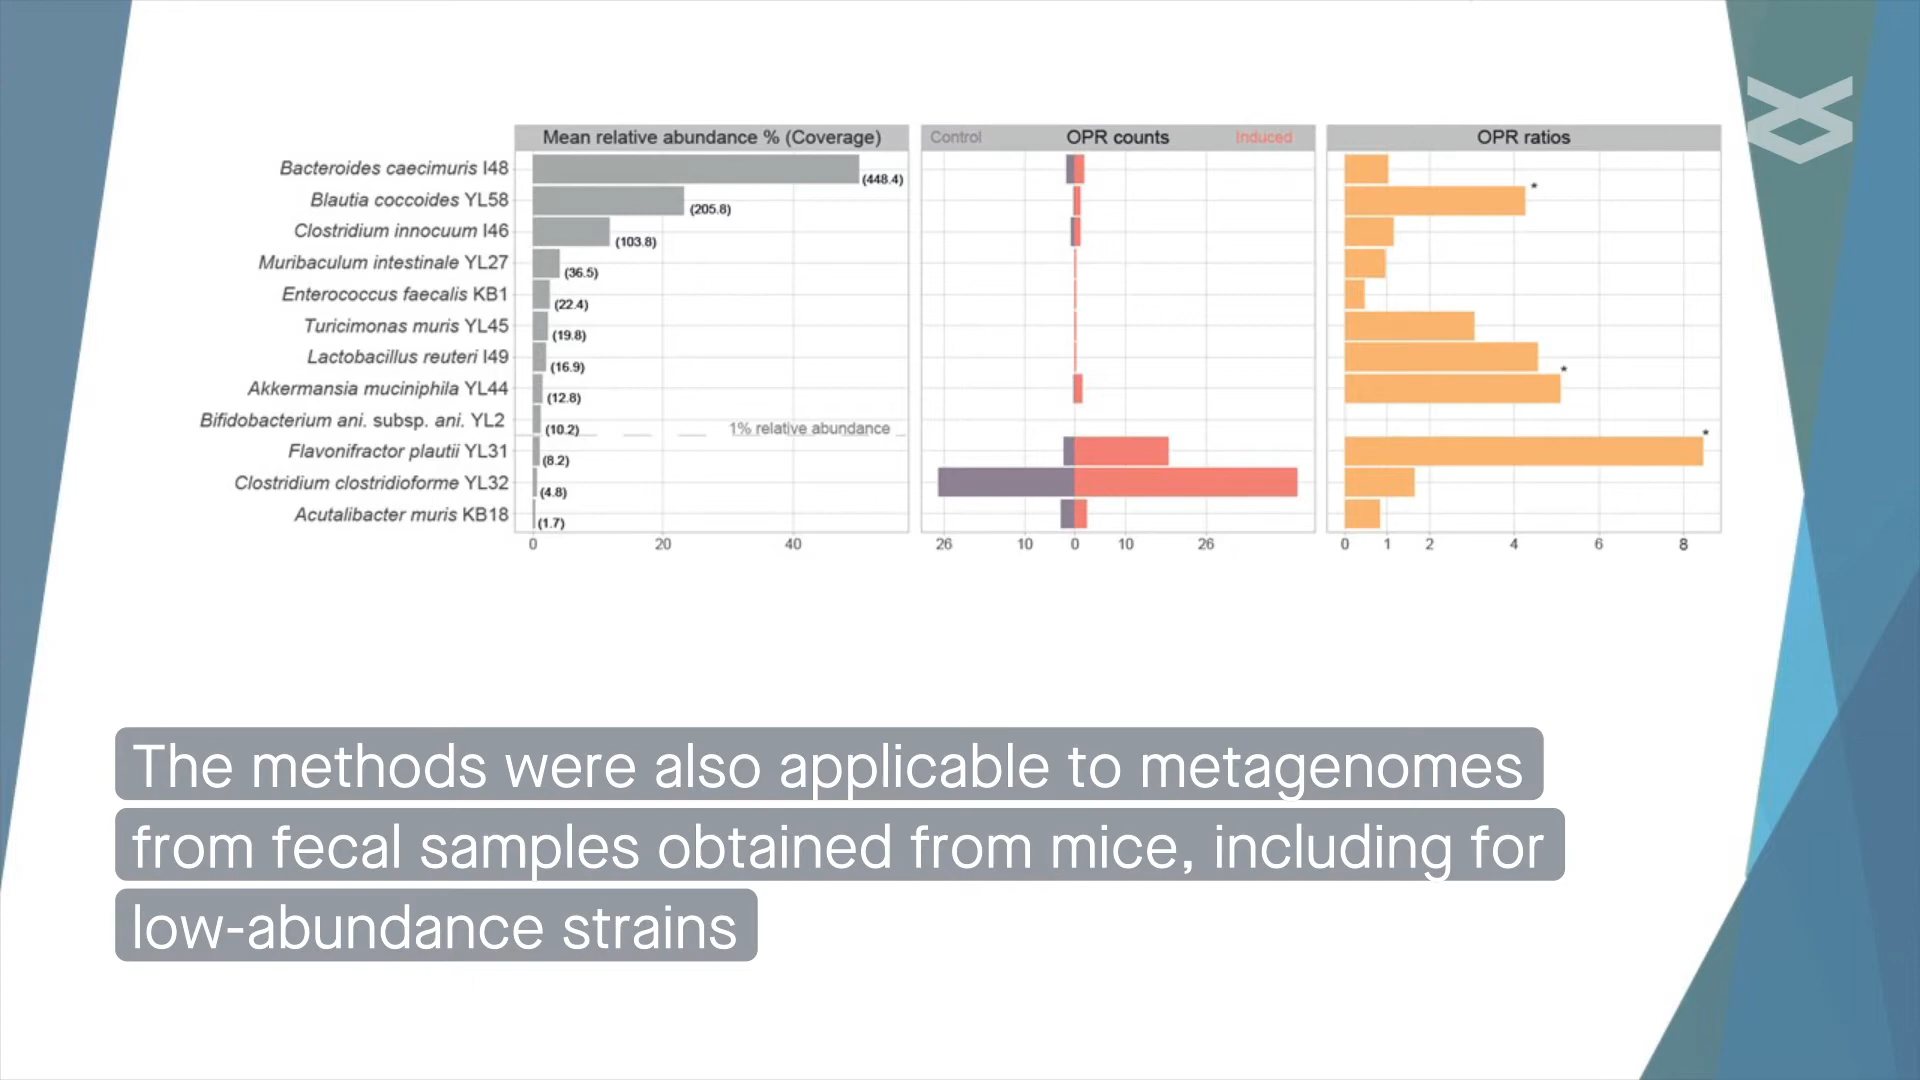 Mean relative abundance % (Coverage)
Control OPR counts Induced
OPR ratios
Bacteroides caecimuris I48 (448.4)
Blautia coccoides YL58 (205.8) *
Clostridium innocuum I46 (103.8)
Muribaculum intestinale YL27 (36.5)
Enterococcus faecalis KB1 (22.4)
Turicimonas muris YL45 (19.8)
Lactobacillus reuteri I49 (16.9)
Akkermansia muciniphila YL44 (12.8) *
Bifidobacterium ani. subsp. ani. YL2 (10.2)
1% relative abundance
Flavonifractor plautii YL31 (8.2) *
Clostridium clostridioforme YL32 (4.8)
Acutalibacter muris KB18 (1.7)
0 20 40
26 10 0 10 26
0 1 2 4 6 8
The methods were also applicable to metagenomes
from fecal samples obtained from mice, including for
low-abundance strains